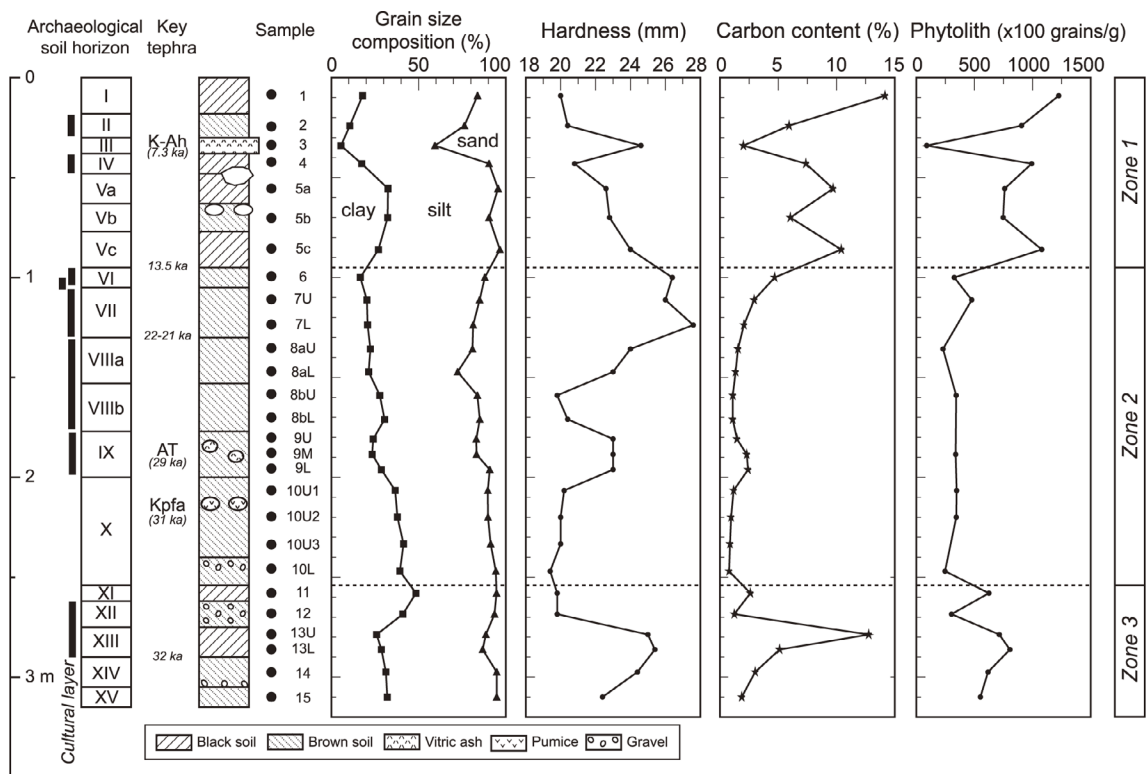 Archaeological
soil horizon
Key
tephra
Sample
Grain size
composition (%)
Hardness (mm)
Carbon content (%)
Phytolith (x100 grains/g)
0 50 100
18 20 22 24 26 28
0 5 10 15
0 500 1000 1500
0
1
2
3 m
I
II
III
IV
Va
Vb
Vc
VI
VII
VIIIa
VIIIb
IX
X
XI
XII
XIII
XIV
XV
Cultural layer
K-Ah
(7.3 ka)
13.5 ka
22-21 ka
AT
(29 ka)
Kpfa
(31 ka)
32 ka
1
2
3
4
5a
5b
5c
6
7U
7L
8aU
8aL
8bU
8bL
9U
9M
9L
10U1
10U2
10U3
10L
11
12
13U
13L
14
15
clay
silt
sand
Zone 1
Zone 2
Zone 3
Black soil Brown soil Vitric ash Pumice Gravel